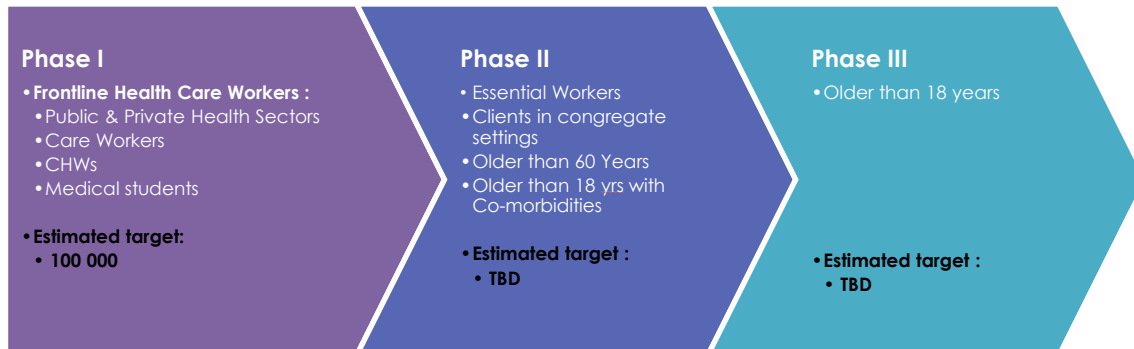 Phase I
•Frontline Health Care Workers :
•Public & Private Health Sectors
•Care Workers
•CHWs
•Medical students
•Estimated target:
• 100 000
Phase II
• Essential Workers
•Clients in congregate
settings
•Older than 60 Years
•Older than 18 yrs with
Co-morbidities
•Estimated target :
• TBD
Phase III
•Older than 18 years
•Estimated target :
• TBD